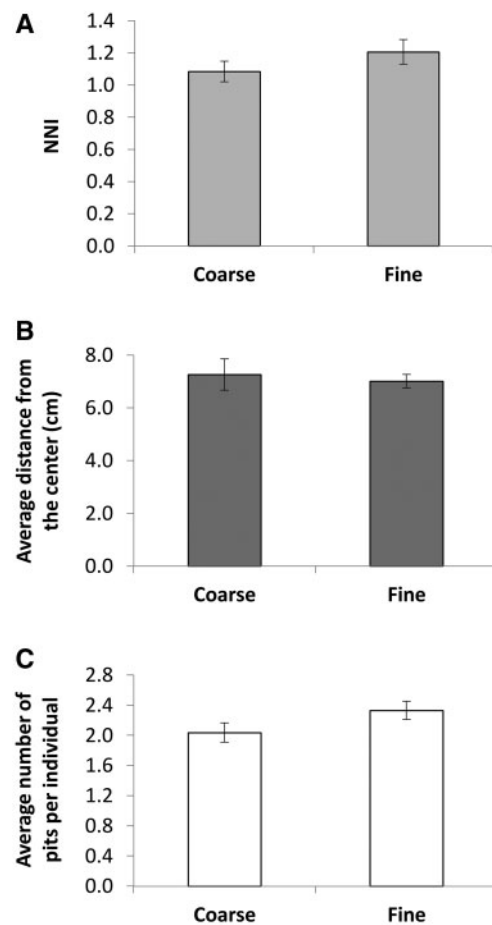 A
NNI
1.4
1.2
1.0
0.8
0.6
0.4
0.2
0.0
Coarse Fine
B
Average distance from
the center (cm)
8.0
6.0
4.0
2.0
0.0
Coarse Fine
C
Average number of
pits per individual
2.8
2.4
2.0
1.6
1.2
0.8
0.4
0.0
Coarse Fine